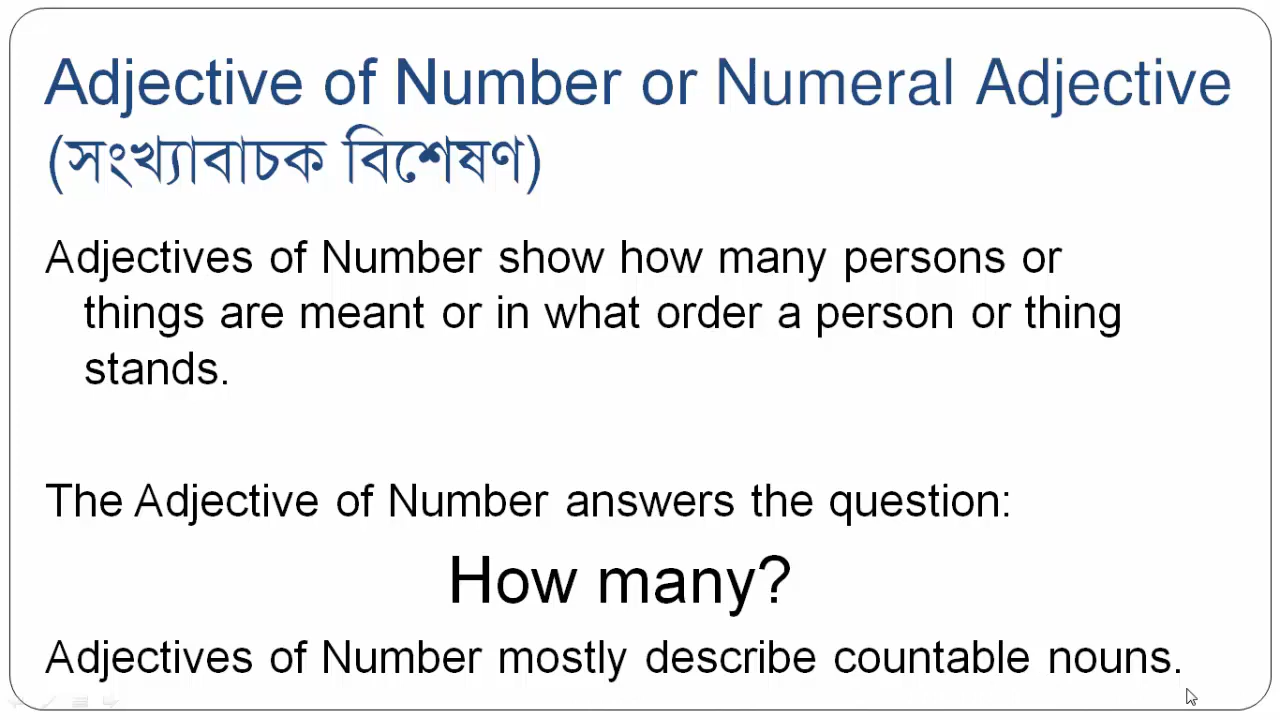 Adjective of Number or Numeral Adjective
(সংখ্যাবাচক বিশেষণ)
Adjectives of Number show how many persons or
things are meant or in what order a person or thing
stands.
The Adjective of Number answers the question:
How many?
Adjectives of Number mostly describe countable nouns.